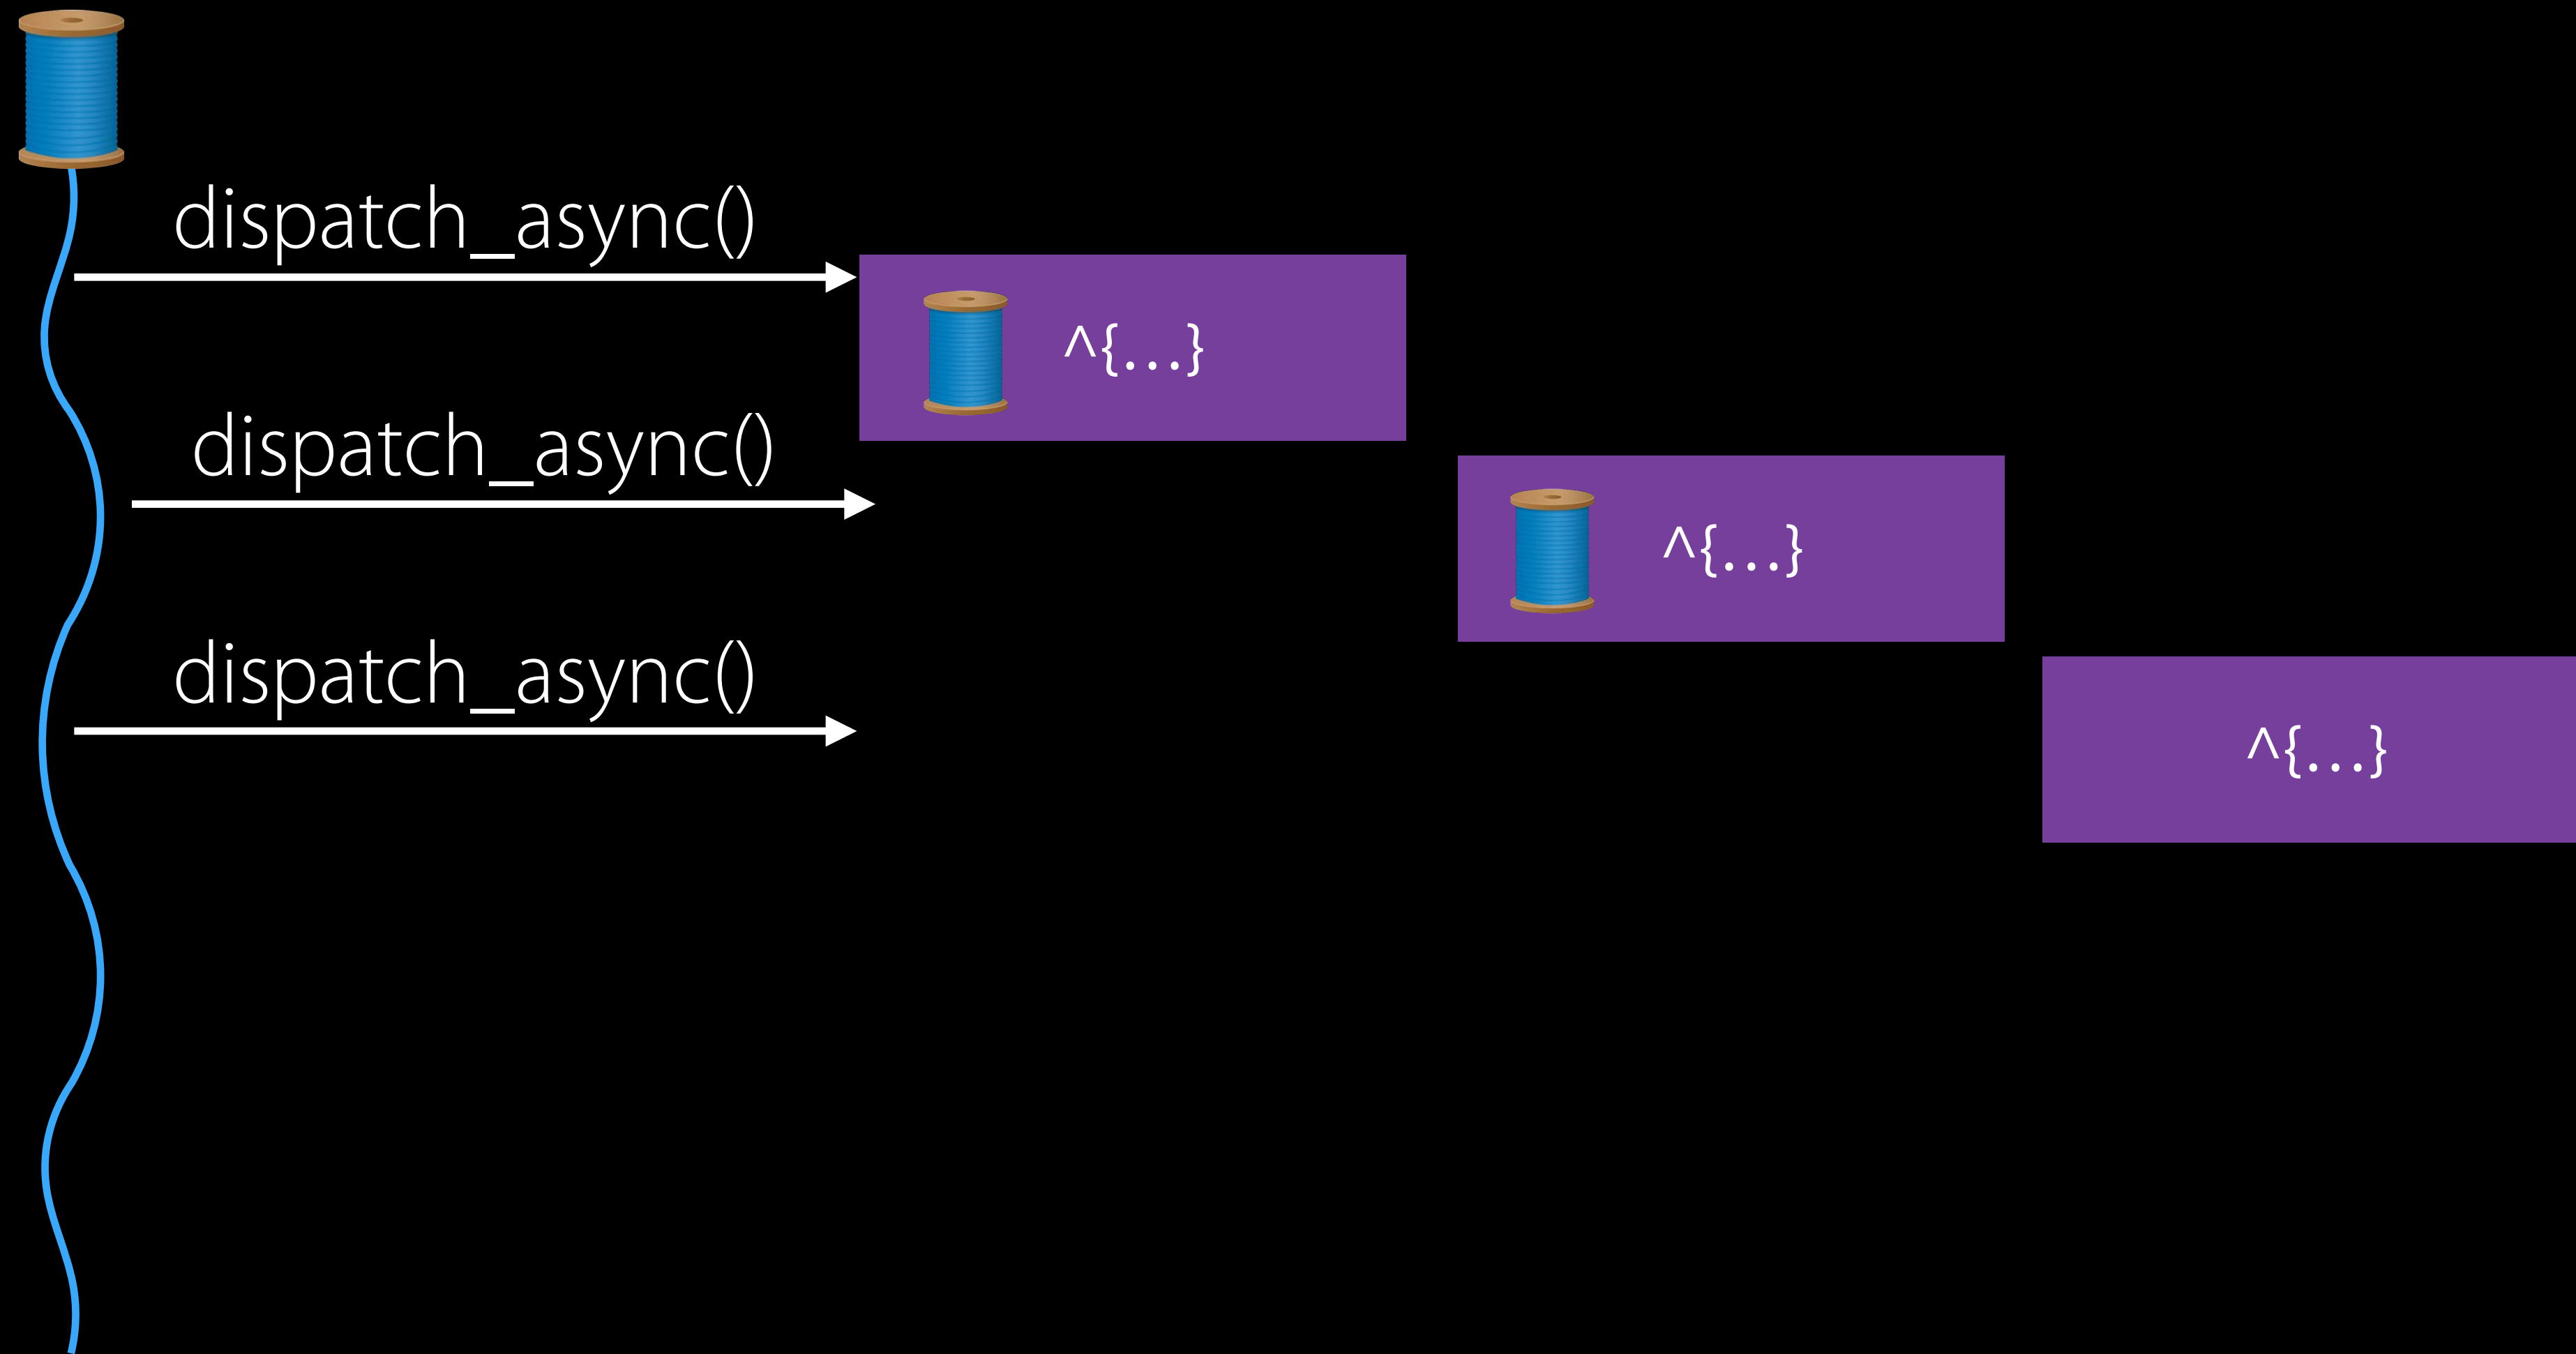 dispatch_async()
^{...}
dispatch_async()
^{...}
dispatch_async()
^{...}